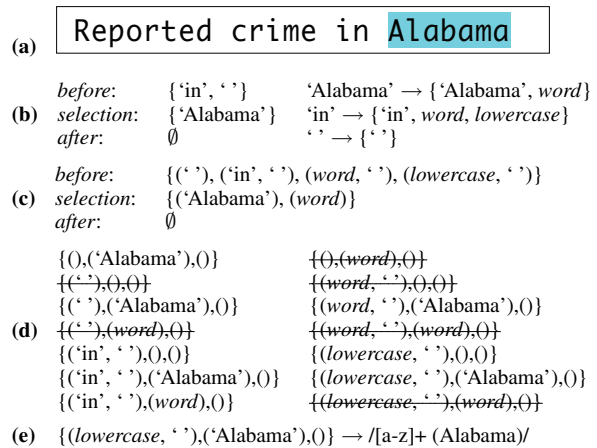 (a) Reported crime in Alabama
before: {‘in’, ‘ ’} ‘Alabama’ → {‘Alabama’, word}
(b) selection: {‘Alabama’} ‘in’ → {‘in’, word, lowercase}
after: ∅ ‘ ’ → {‘ ’}
before: {(‘ ’), (‘in’, ‘ ’), (word, ‘ ’), (lowercase, ‘ ’)}
(c) selection: {(‘Alabama’), (word)}
after: ∅
{(),(‘Alabama’),()} {(),(word),()}
{(‘ ’),(),()} {(word, ‘ ’),(),()}
{(‘ ’),(‘Alabama’),()} {(word, ‘ ’),(‘Alabama’),()}
(d) {(‘ ’),(word),()} {(word, ‘ ’),(word),()}
{(‘in’, ‘ ’),(),()} {(lowercase, ‘ ’),(),()}
{(‘in’, ‘ ’),(‘Alabama’),()} {(lowercase, ‘ ’),(‘Alabama’),()}
{(‘in’, ‘ ’),(word),()} {(lowercase, ‘ ’),(word),()}
(e) {(lowercase, ‘ ’),(‘Alabama’),()} → /[a-z]+ (Alabama)/